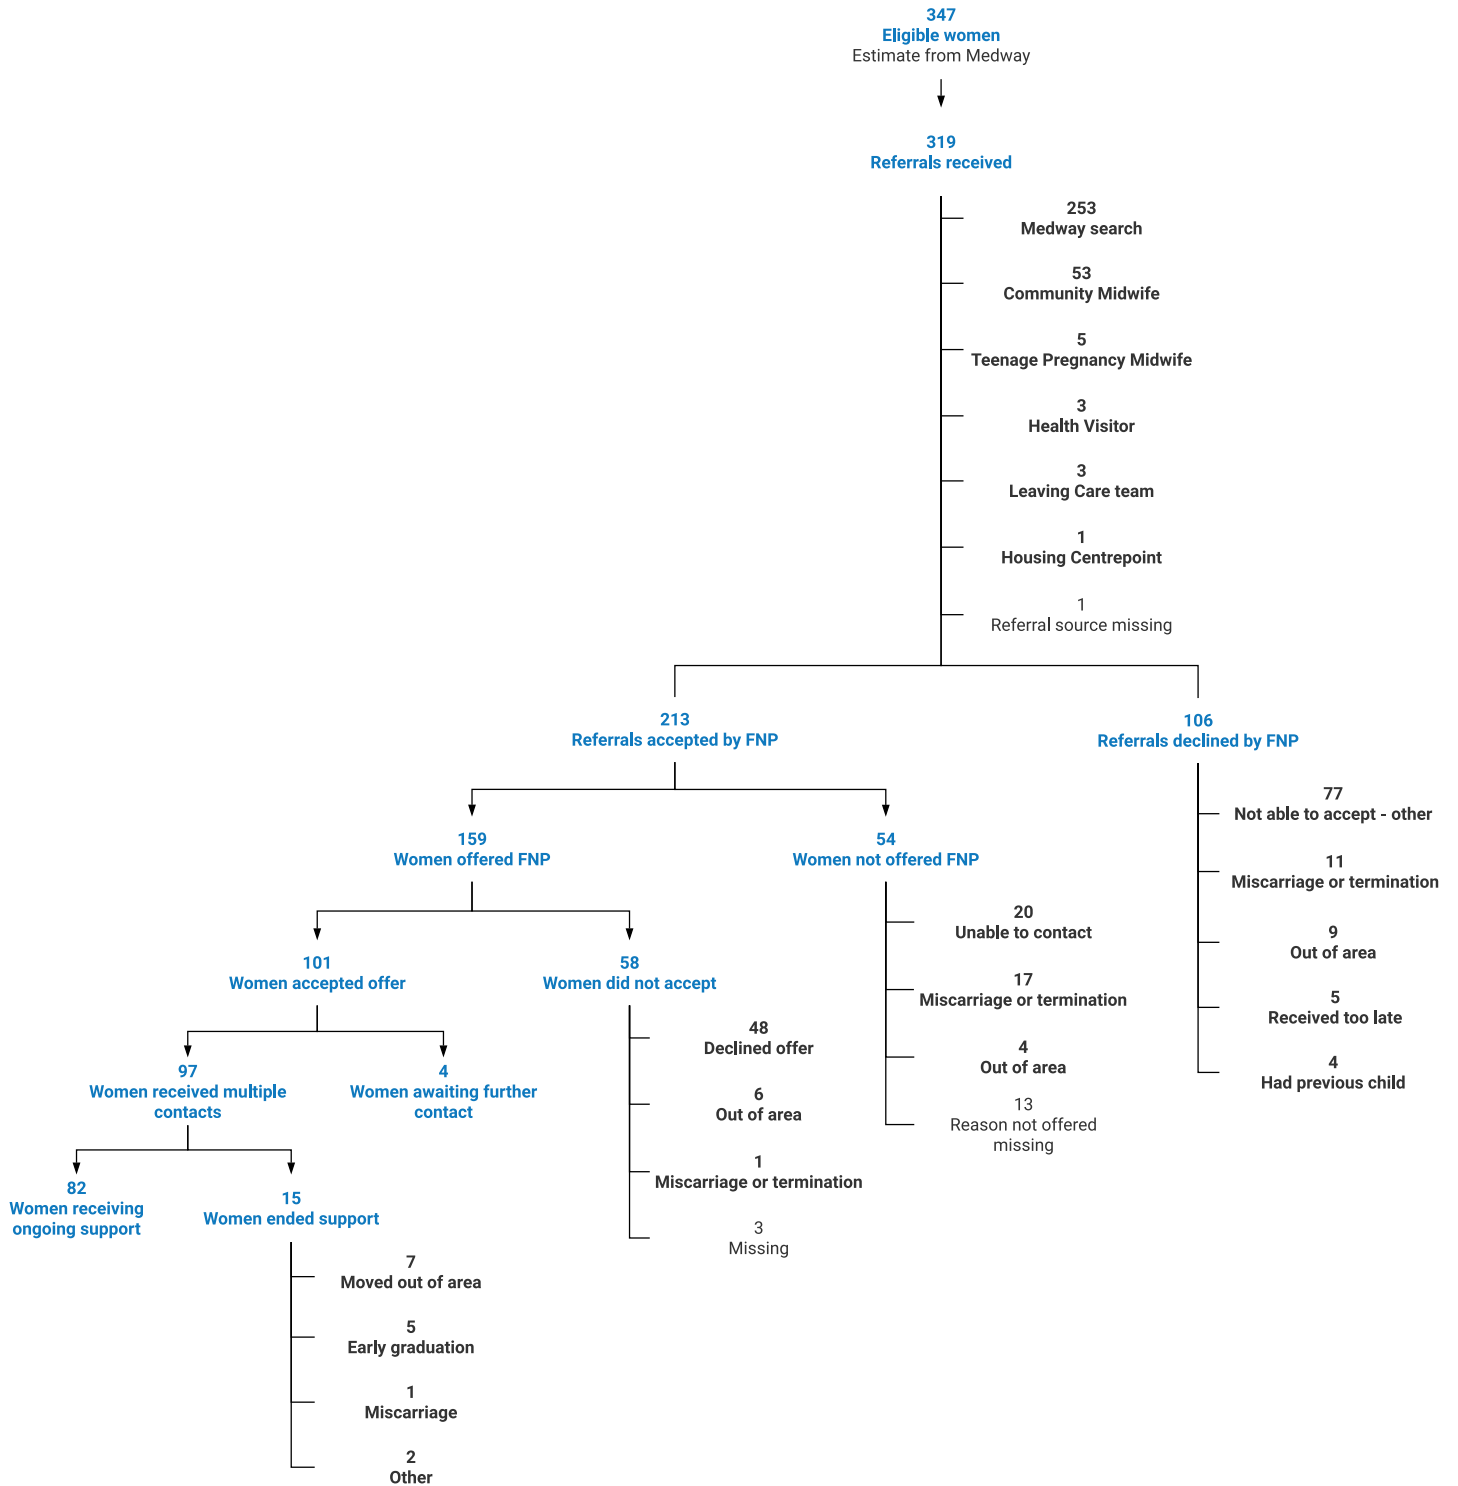 347
Eligible women
Estimate from Medway
319
Referrals received
253
Medway search
53
Community Midwife
5
Teenage Pregnancy Midwife
3
Health Visitor
3
Leaving Care team
1
Housing Centrepoint
1
Referral source missing
213
Referrals accepted by FNP
106
Referrals declined by FNP
77
Not able to accept - other
11
Miscarriage or termination
9
Out of area
5
Received too late
4
Had previous child
159
Women offered FNP
54
Women not offered FNP
20
Unable to contact
17
Miscarriage or termination
4
Out of area
13
Reason not offered
missing
101
Women accepted offer
58
Women did not accept
48
Declined offer
6
Out of area
1
Miscarriage or termination
3
Missing
97
Women received multiple
contacts
4
Women awaiting further
contact
82
Women receiving
ongoing support
15
Women ended support
7
Moved out of area
5
Early graduation
1
Miscarriage
2
Other